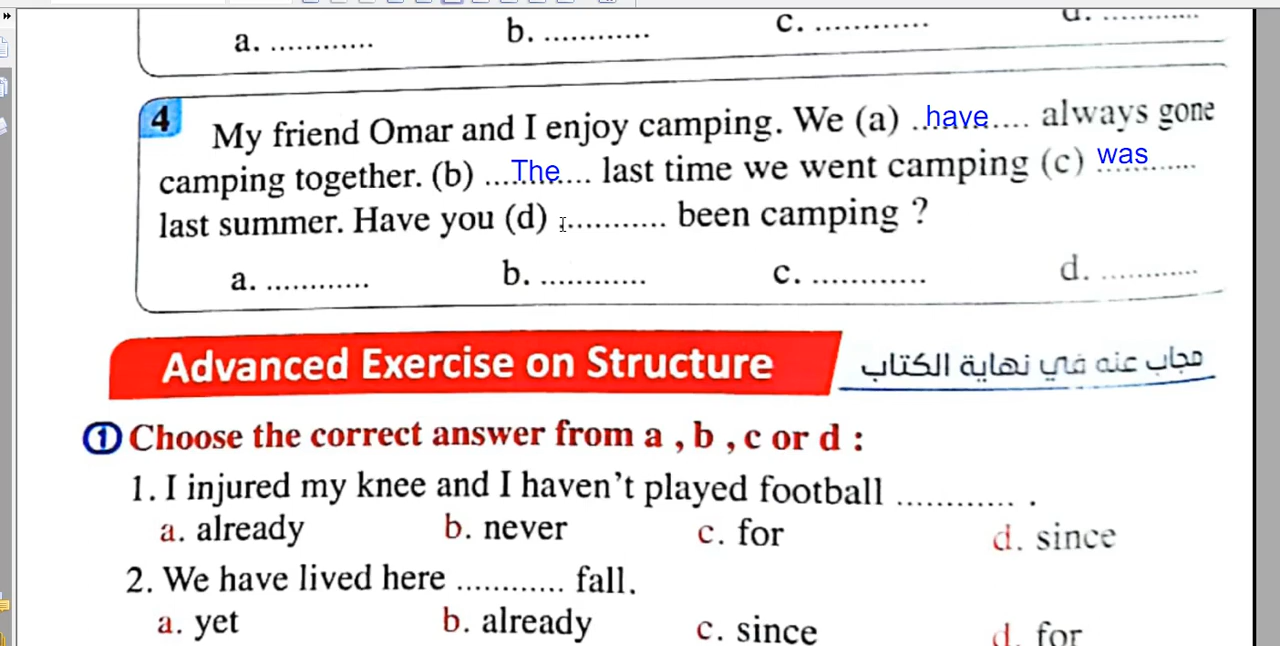 a. ............ b. ............ c. ............ d. ............
4
My friend Omar and I enjoy camping. We (a) ..have.... always gone
camping together. (b) ....The.... last time we went camping (c) was......
last summer. Have you (d) ............ been camping ?
a. ............ b. ............ c. ............ d. ............
Advanced Exercise on Structure
مجاب عنه في نهاية الكتاب
1 Choose the correct answer from a , b , c or d :
1. I injured my knee and I haven't played football ............ .
a. already b. never c. for d. since
2. We have lived here ............ fall.
a. yet b. already c. since d. for